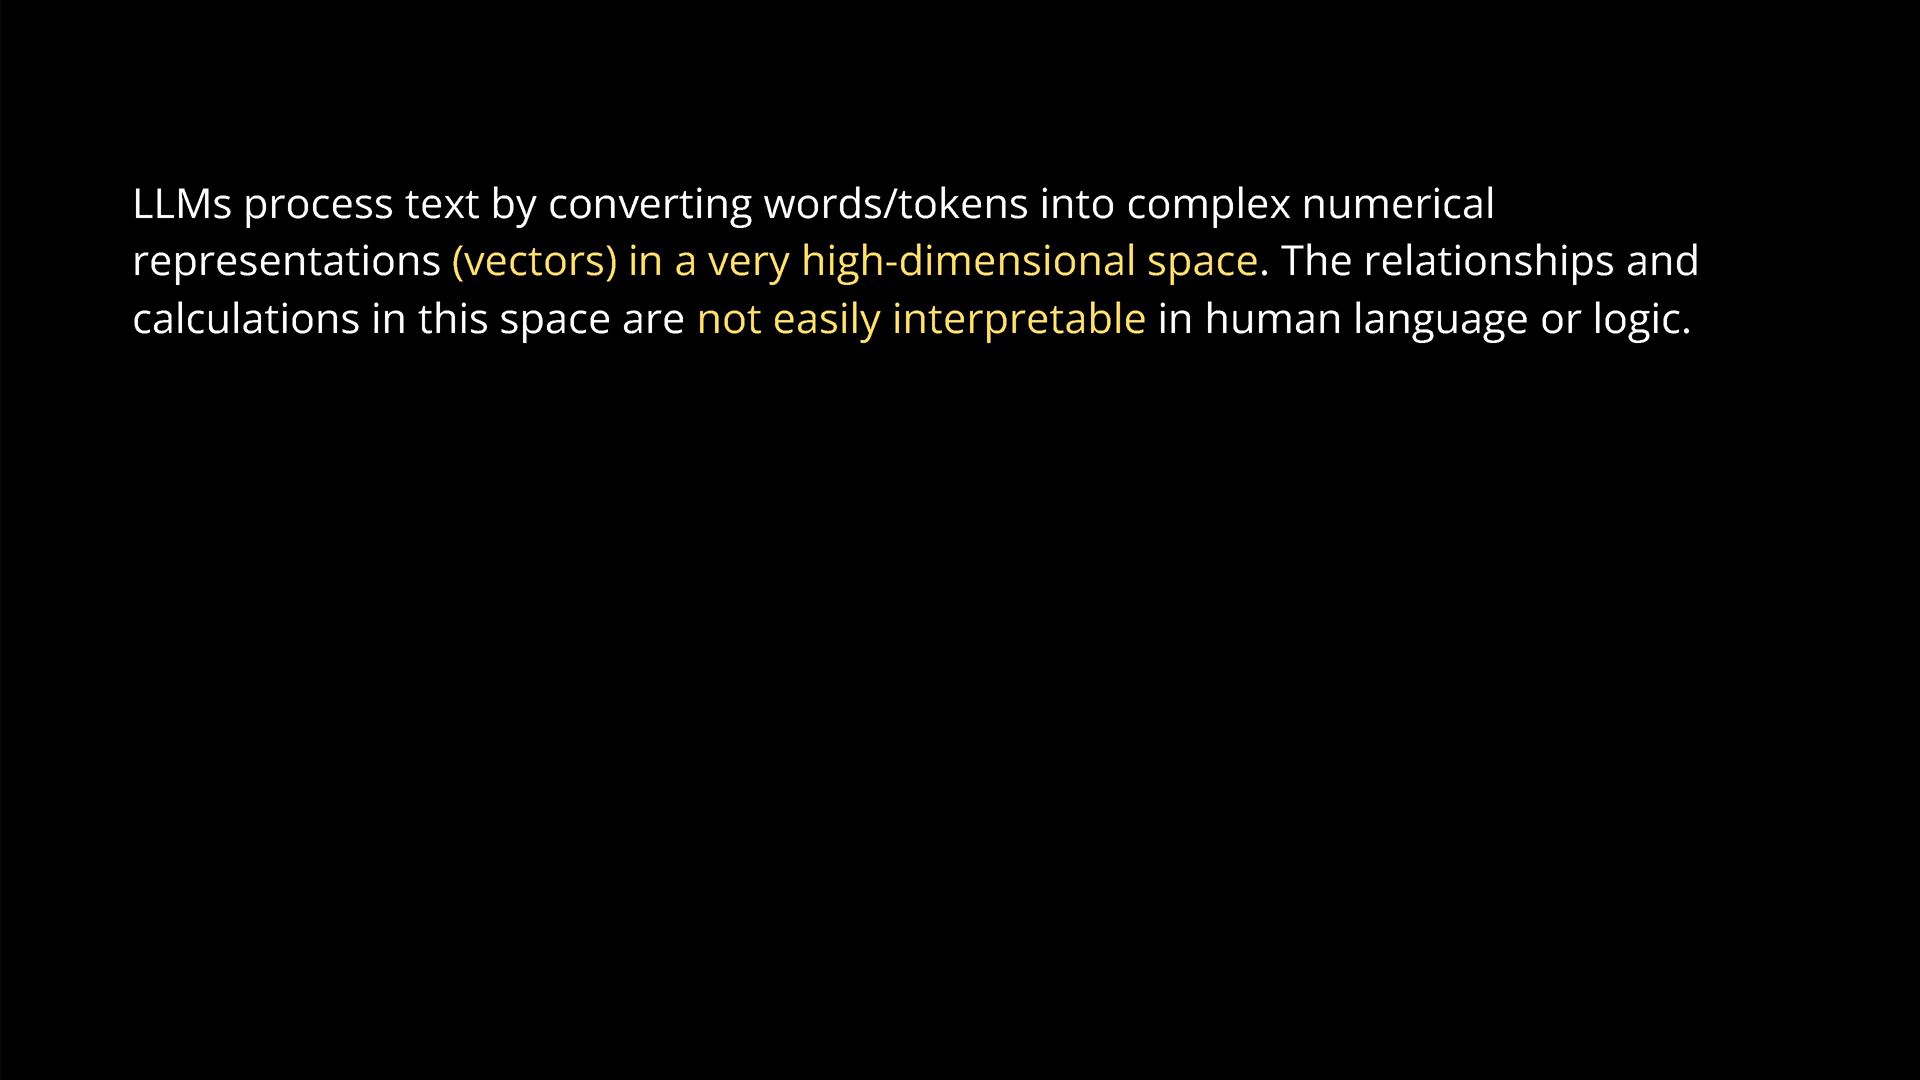 LLMs process text by converting words/tokens into complex numerical
representations (vectors) in a very high-dimensional space. The relationships and
calculations in this space are not easily interpretable in human language or logic.